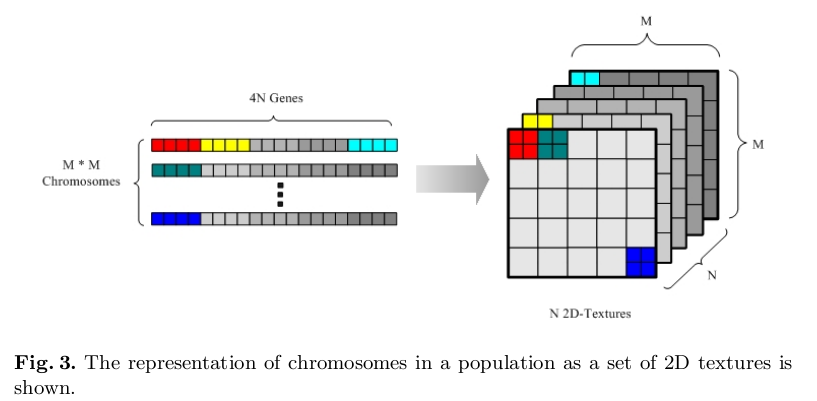 M
4N Genes
M * M
Chromosomes
M
N
N 2D-Textures
Fig. 3. The representation of chromosomes in a population as a set of 2D textures is
shown.